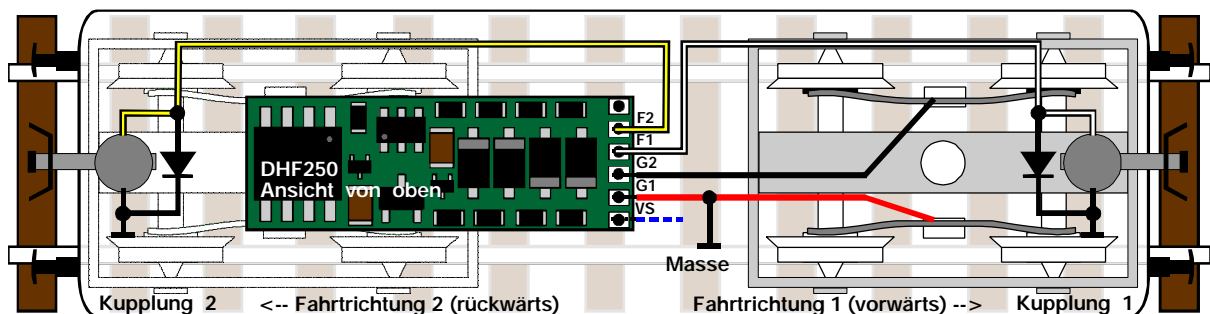 F2
F1
G2
G1
VS
DHF250
Ansicht von oben
Masse
Kupplung 2
<-- Fahrtrichtung 2 (rückwärts)
Fahrtrichtung 1 (vorwärts) -->
Kupplung 1